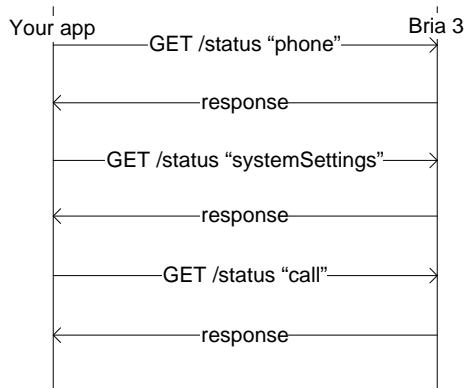 Your app
Bria 3
GET /status “phone”
response
GET /status “systemSettings”
response
GET /status “call”
response